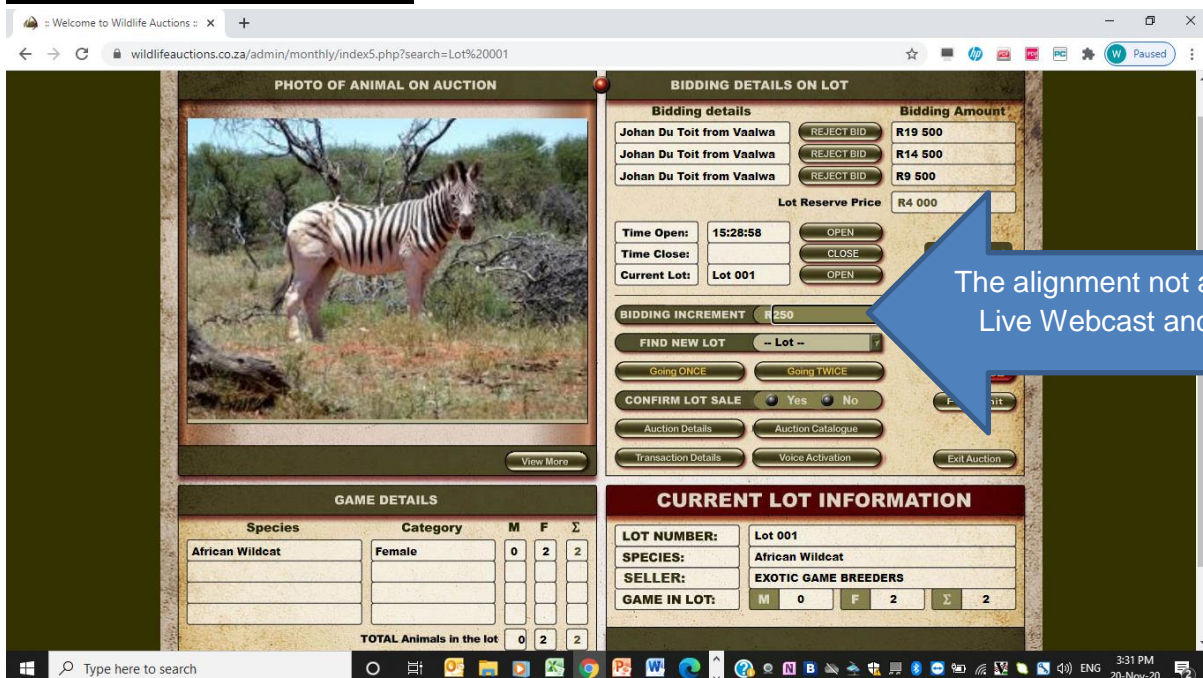 :: Welcome to Wildlife Auctions ::
wildlifeauctions.co.za/admin/monthly/index5.php?search=Lot%20001
Paused
PHOTO OF ANIMAL ON AUCTION
BIDDING DETAILS ON LOT
Bidding details Bidding Amount
Johan Du Toit from Vaalwa REJECT BID R19 500
Johan Du Toit from Vaalwa REJECT BID R14 500
Johan Du Toit from Vaalwa REJECT BID R9 500
Lot Reserve Price R4 000
Time Open: 15:28:58 OPEN
Time Close: CLOSE
Current Lot: Lot 001 OPEN
The alignment not
Live Webcast and
BIDDING INCREMENT R250
FIND NEW LOT -- Lot --
Going ONCE Going TWICE
CONFIRM LOT SALE Yes No
Auction Details Auction Catalogue
Transaction Details Voice Activation Exit Auction
View More
GAME DETAILS
Species Category M F Σ
African Wildcat Female 0 2 2
TOTAL Animals in the lot 0 2 2
CURRENT LOT INFORMATION
LOT NUMBER: Lot 001
SPECIES: African Wildcat
SELLER: EXOTIC GAME BREEDERS
GAME IN LOT: M 0 F 2 Σ 2
Type here to search
ENG
3:31 PM
20-Nov-20